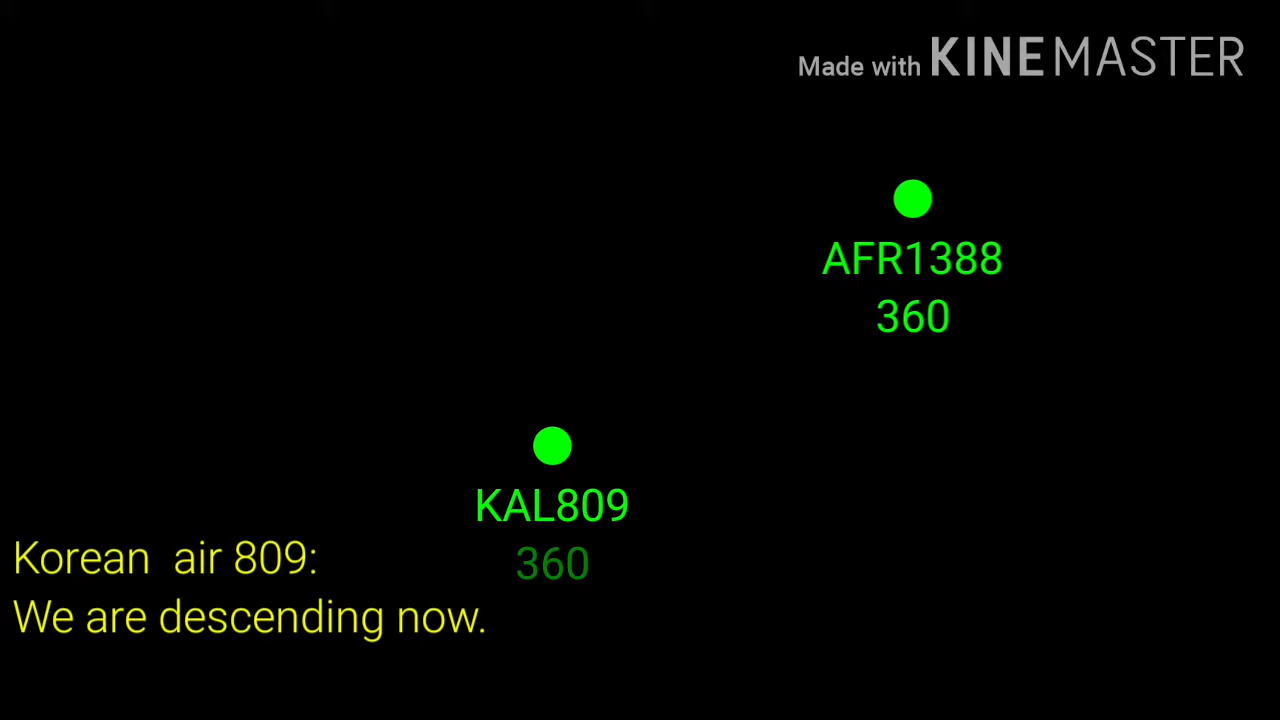 Made with KINEMASTER
AFR1388
360
KAL809
360
Korean air 809:
We are descending now.